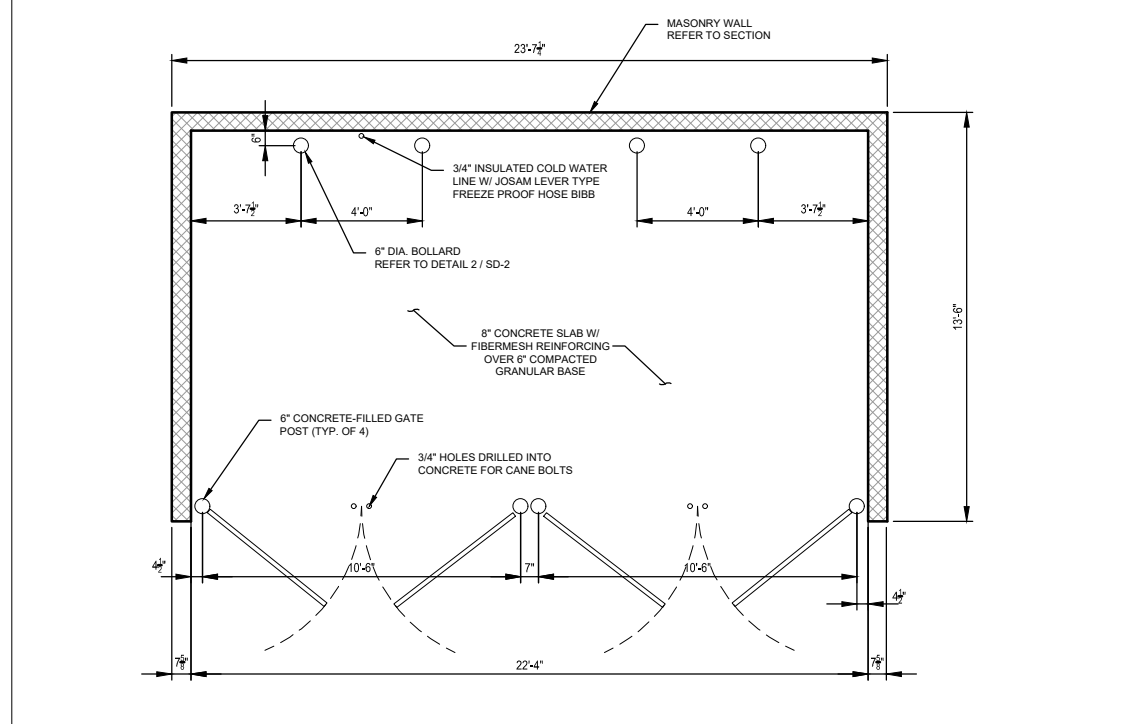 MASONRY WALL
REFER TO SECTION
23'-7¼"
6"
3/4" INSULATED COLD WATER
LINE W/ JOSAM LEVER TYPE
FREEZE PROOF HOSE BIBB
3'-7½"
4'-0"
4'-0"
3'-7½"
6" DIA. BOLLARD
REFER TO DETAIL 2 / SD-2
13'-6"
8" CONCRETE SLAB W/
FIBERMESH REINFORCING
OVER 6" COMPACTED
GRANULAR BASE
6" CONCRETE-FILLED GATE
POST (TYP. OF 4)
3/4" HOLES DRILLED INTO
CONCRETE FOR CANE BOLTS
4½"
10'-6"
7"
10'-6"
4½"
7⅝"
22'-4"
7⅝"